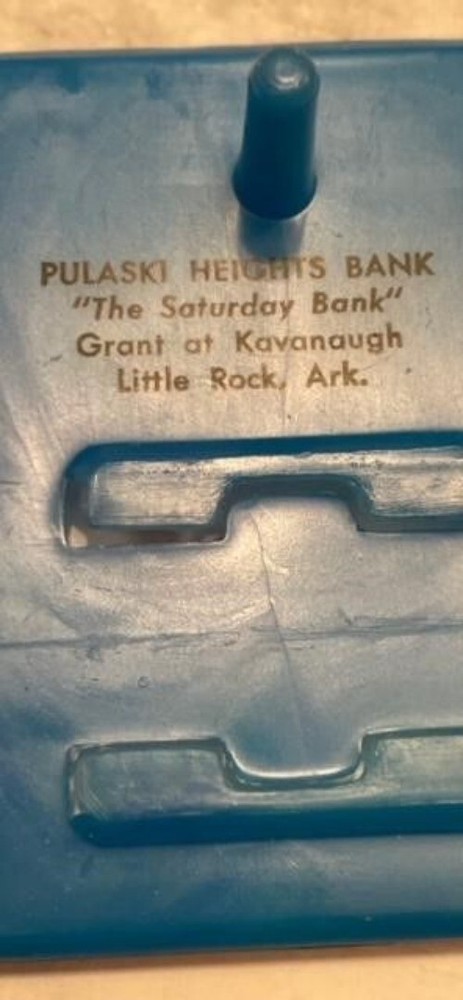 PULASKI HEIGHTS BANK
"The Saturday Bank"
Grant at Kavanaugh
Little Rock, Ark.